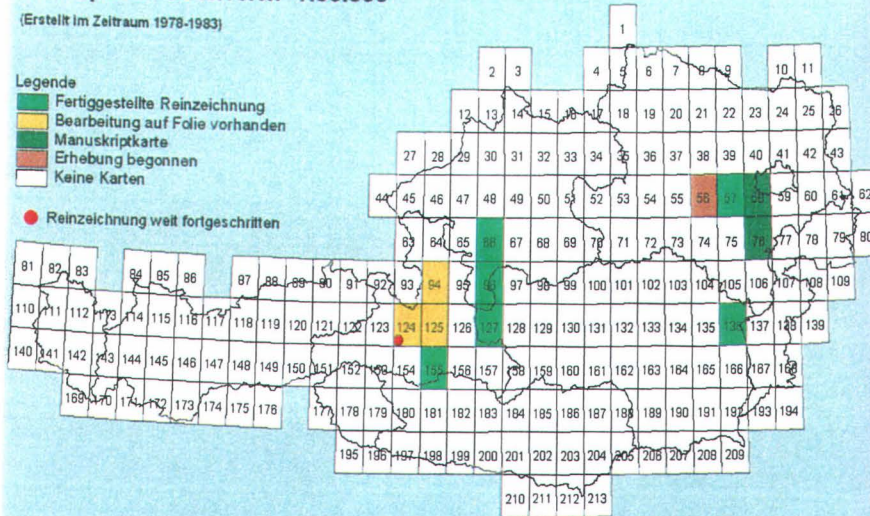 (Erstellt im Zeitraum 1978-1983)
Legende
Fertiggestellte Reinzeichnung
Bearbeitung auf Folie vorhanden
Manuskriptkarte
Erhebung begonnen
Keine Karten
Reinzeichnung weit fortgeschritten
1
2 3 4 5 6 7 8 9 10 11
12 13 14 15 16 17 18 19 20 21 22 23 24 25 26
27 28 29 30 31 32 33 34 35 36 37 38 39 40 41 42 43
44 45 46 47 48 49 50 51 52 53 54 55 56 57 58 59 60 61 62
63 64 65 66 67 68 69 70 71 72 73 74 75 76 77 78 79 80
81 82 83 84 85 86 87 88 89 90 91 92 93 94 95 96 97 98 99 100 101 102 103 104 105 106 107 108 109
110 111 112 113 114 115 116 117 118 119 120 121 122 123 124 125 126 127 128 129 130 131 132 133 134 135 136 137 138 139
140 141 142 143 144 145 146 147 148 149 150 151 152 153 154 155 156 157 158 159 160 161 162 163 164 165 166 167 168
169 170 171 172 173 174 175 176 177 178 179 180 181 182 183 184 185 186 187 188 189 190 191 192 193 194
195 196 197 198 199 200 201 202 203 204 205 206 207 208 209
210 211 212 213